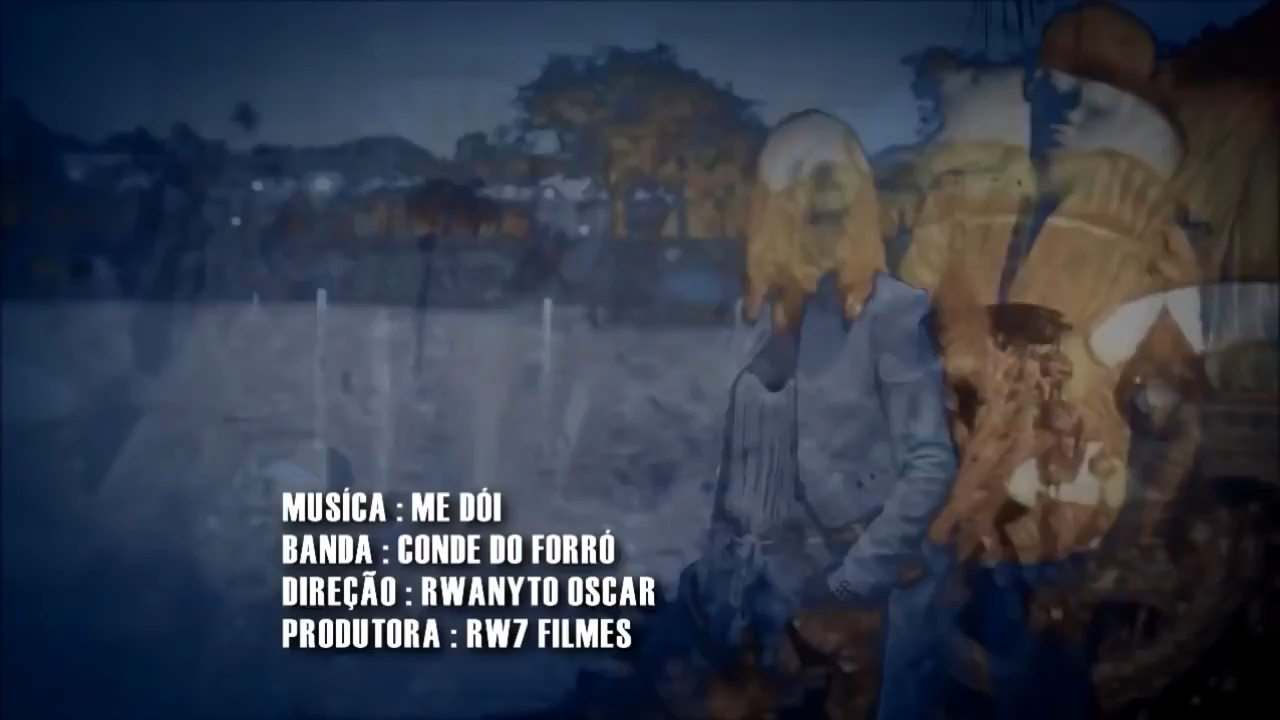 MUSÍCA : ME DÓI
BANDA : CONDE DO FORRÓ
DIREÇÃO : RWANYTO OSCAR
PRODUTORA : RW7 FILMES